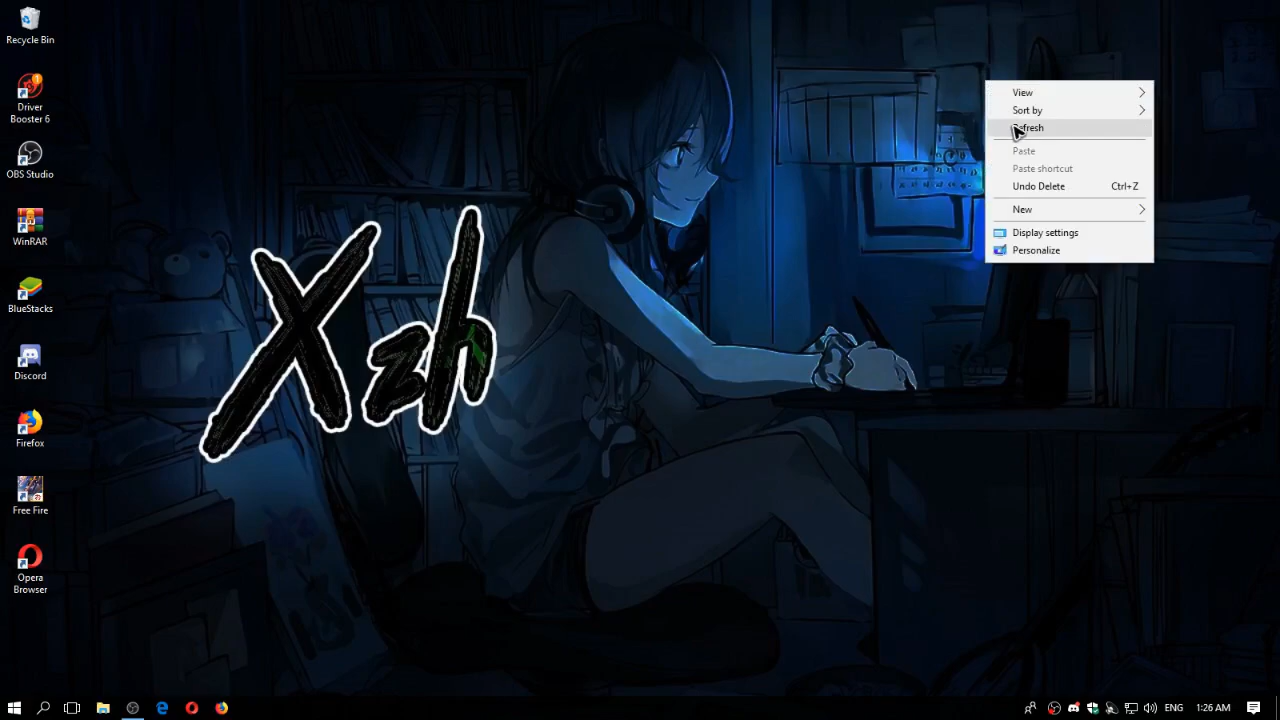 Recycle Bin
Driver
Booster 6
OBS Studio
WinRAR
BlueStacks
Discord
Firefox
Free Fire
Opera
Browser
Xzh
View
Sort by
Refresh
Paste
Paste shortcut
Undo Delete Ctrl+Z
New
Display settings
Personalize
ENG 1:26 AM